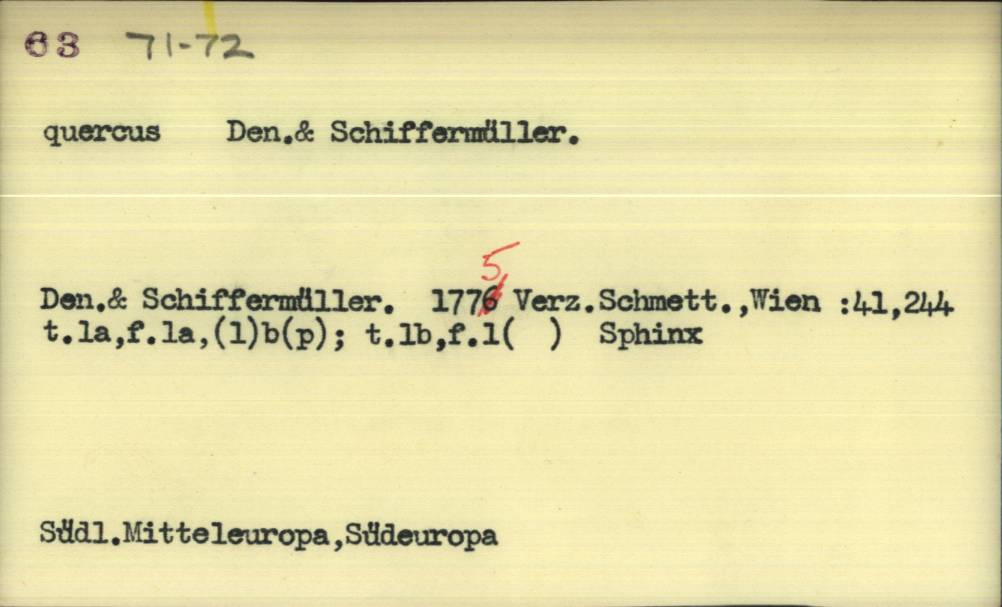 63 71-72
quercus Den.& Schiffermüller.
5
Den.& Schiffermüller. 1776 Verz.Schmett.,Wien :41,244
t.1a,f.1a,(1)b(p); t.1b,f.1( ) Sphinx
Südl.Mitteleuropa,Südeuropa